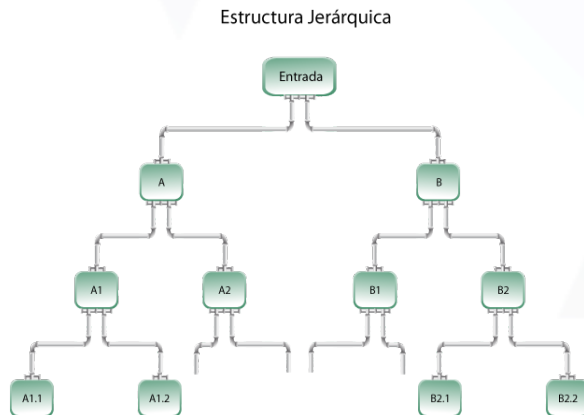 Estructura Jerárquica
Entrada
A B
A1 A2 B1 B2
A1.1 A1.2 B2.1 B2.2